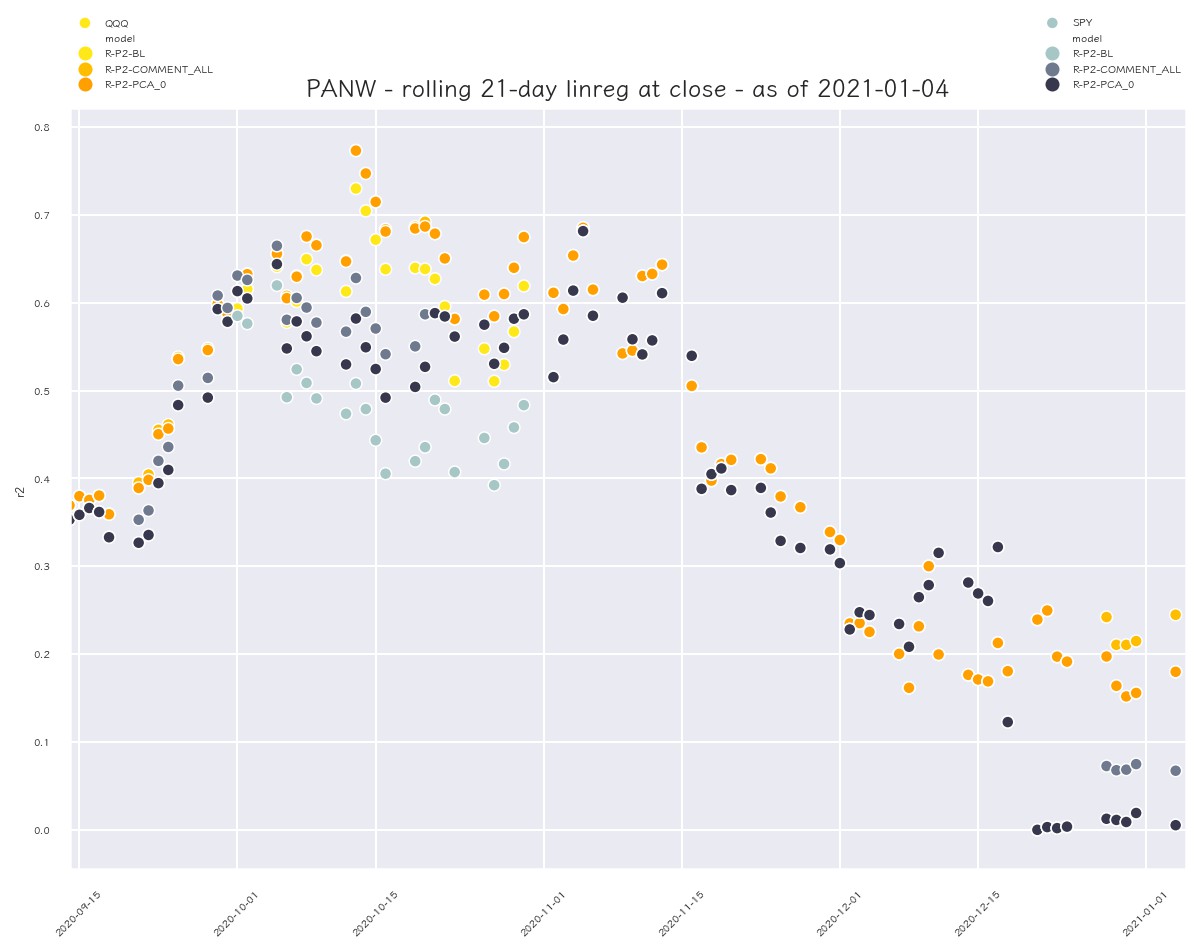 QQQ
model
R-P2-BL
R-P2-COMMENT_ALL
R-P2-PCA_0
SPY
model
R-P2-BL
R-P2-COMMENT_ALL
R-P2-PCA_0
PANW - rolling 21-day linreg at close - as of 2021-01-04
0.8
0.7
0.6
0.5
0.4
0.3
0.2
0.1
0.0
r2
2020-09-15
2020-10-01
2020-10-15
2020-11-01
2020-11-15
2020-12-01
2020-12-15
2021-01-01